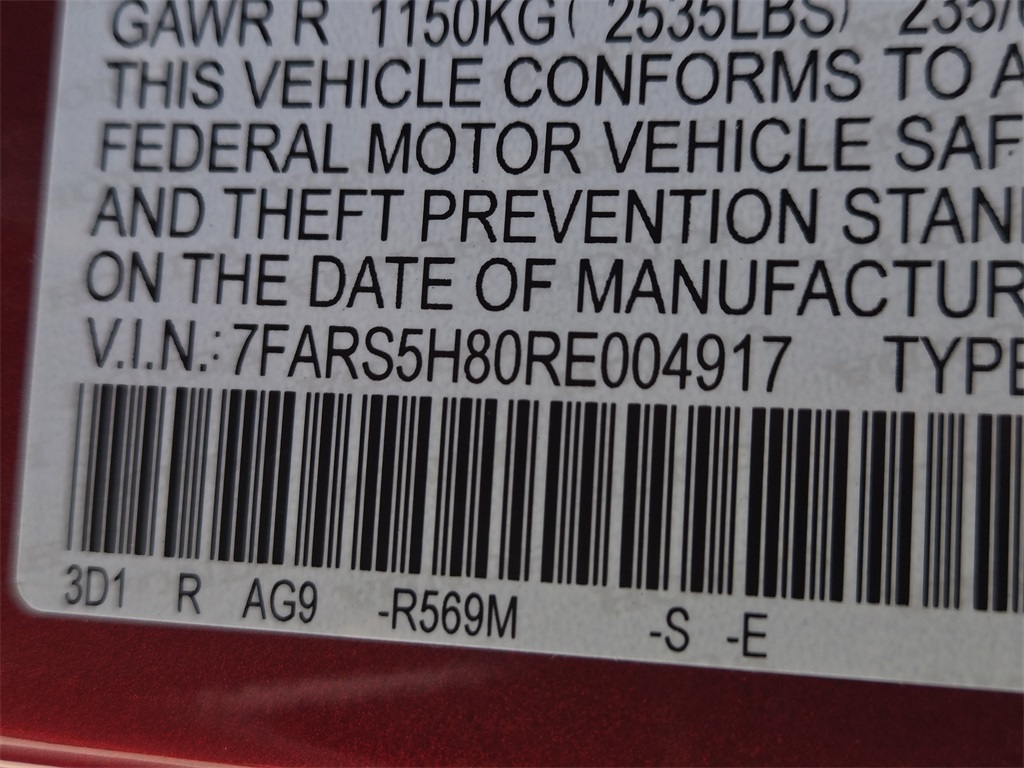 GAWR R 1150KG( 2535LBS) 235/
THIS VEHICLE CONFORMS TO A
FEDERAL MOTOR VEHICLE SAF
AND THEFT PREVENTION STAN
ON THE DATE OF MANUFACTUR
V.I.N.: 7FARS5H80RE004917 TYPE
3D1 R AG9 -R569M -S -E